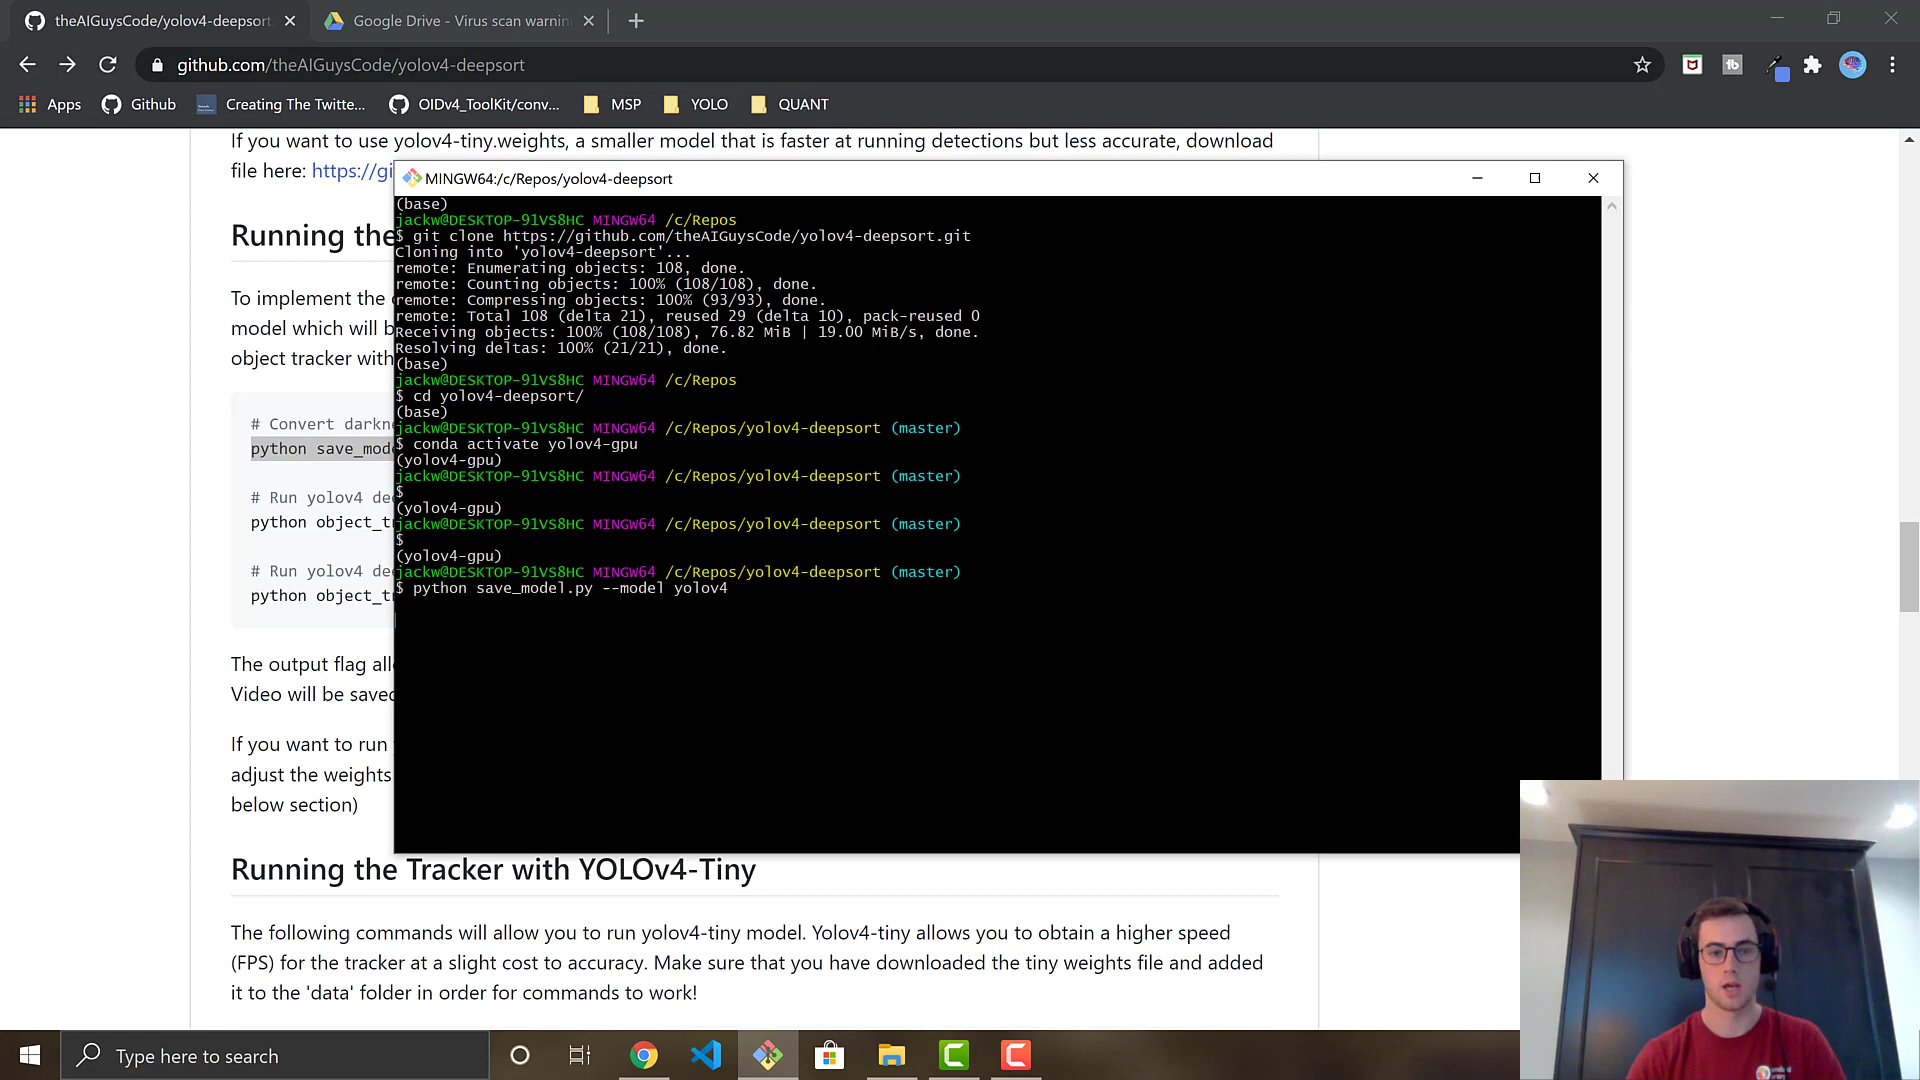 theAIGuysCode/yolov4-deepsort
Google Drive - Virus scan warnin
github.com/theAIGuysCode/yolov4-deepsort
Apps
Github
Creating The Twitte...
OIDv4_ToolKit/conv...
MSP
YOLO
QUANT
If you want to use yolov4-tiny.weights, a smaller model that is faster at running detections but less accurate, download
file here: https://gi
MINGW64:/c/Repos/yolov4-deepsort
(base)
jackw@DESKTOP-91VS8HC MINGW64 /c/Repos
$ git clone https://github.com/theAIGuysCode/yolov4-deepsort.git
Cloning into 'yolov4-deepsort'...
remote: Enumerating objects: 108, done.
remote: Counting objects: 100% (108/108), done.
remote: Compressing objects: 100% (93/93), done.
remote: Total 108 (delta 21), reused 29 (delta 10), pack-reused 0
Receiving objects: 100% (108/108), 76.82 MiB | 19.00 MiB/s, done.
Resolving deltas: 100% (21/21), done.
(base)
jackw@DESKTOP-91VS8HC MINGW64 /c/Repos
$ cd yolov4-deepsort/
(base)
jackw@DESKTOP-91VS8HC MINGW64 /c/Repos/yolov4-deepsort (master)
$ conda activate yolov4-gpu
(yolov4-gpu)
jackw@DESKTOP-91VS8HC MINGW64 /c/Repos/yolov4-deepsort (master)
$
(yolov4-gpu)
jackw@DESKTOP-91VS8HC MINGW64 /c/Repos/yolov4-deepsort (master)
$
(yolov4-gpu)
jackw@DESKTOP-91VS8HC MINGW64 /c/Repos/yolov4-deepsort (master)
$ python save_model.py --model yolov4
Running the
To implement the
model which will b
object tracker with
# Convert darkn
python save_mod
# Run yolov4 de
python object_t
# Run yolov4 de
python object_t
The output flag all
Video will be saved
If you want to run
adjust the weights
below section)
Running the Tracker with YOLOv4-Tiny
The following commands will allow you to run yolov4-tiny model. Yolov4-tiny allows you to obtain a higher speed
(FPS) for the tracker at a slight cost to accuracy. Make sure that you have downloaded the tiny weights file and added
it to the 'data' folder in order for commands to work!
Type here to search